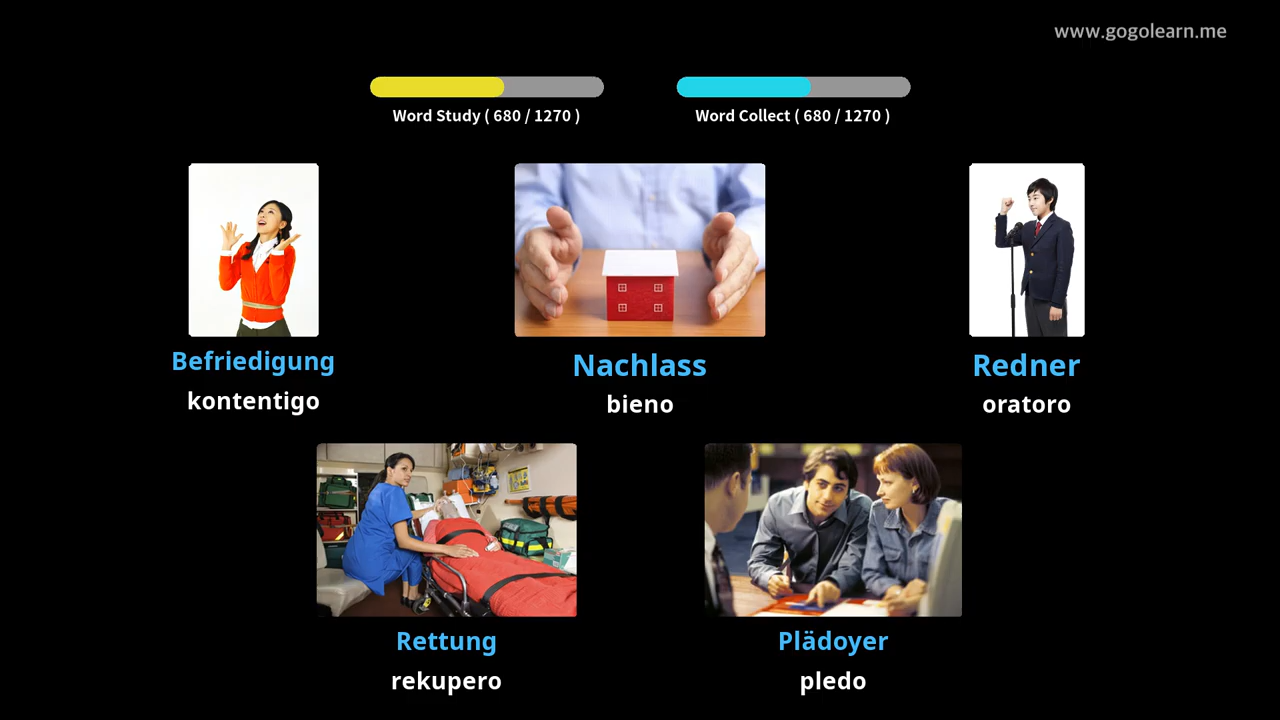 www.gogolearn.me
Word Study ( 680 / 1270 )
Word Collect ( 680 / 1270 )
Befriedigung
kontentigo
Nachlass
bieno
Redner
oratoro
Rettung
rekupero
Plädoyer
pledo